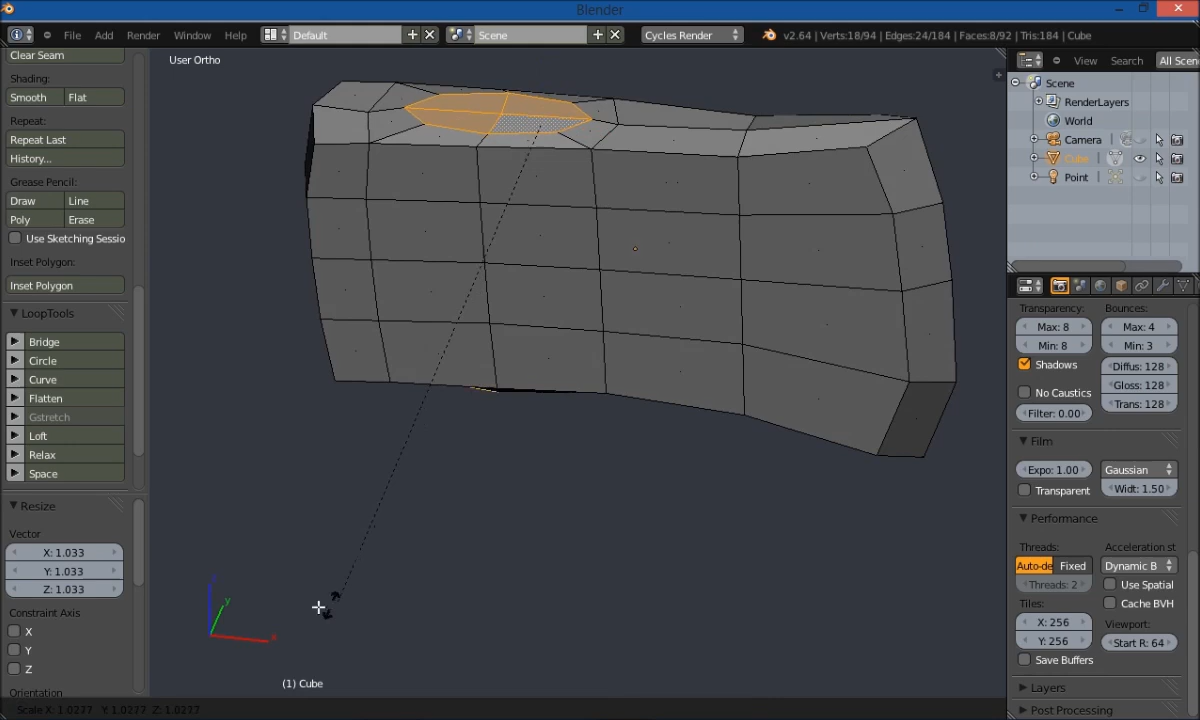 Blender
File Add Render Window Help Default Scene Cycles Render v2.64 | Verts:18/94 | Edges:24/184 | Faces:8/92 | Tris:184 | Cube
Clear Seam
Shading:
Smooth Flat
Repeat:
Repeat Last
History...
Grease Pencil:
Draw Line
Poly Erase
Use Sketching Sessio
Inset Polygon:
Inset Polygon
LoopTools
Bridge
Circle
Curve
Flatten
Gstretch
Loft
Relax
Space
Resize
Vector
X: 1.033
Y: 1.033
Z: 1.033
Constraint Axis
X
Y
Z
Orientation
User Ortho
z
y
x
(1) Cube
Scale X: 1.0277 Y: 1.0277 Z: 1.0277
View Search All Scen
Scene
RenderLayers
Camera
Cube
Point
Transparency: Bounces:
Max: 8 Max: 4
Min: 8 Min: 3
Shadows Diffus: 128
Gloss: 128
No Caustics Trans: 128
Filter: 0.00
Film
Expo: 1.00 Gaussian
Transparent Widt: 1.50
Performance
Threads: Acceleration st
Auto-de Fixed Dynamic B
Threads: 2 Use Spatial
Tiles: Cache BVH
X: 256 Viewport:
Y: 256 Start R: 64
Save Buffers
Layers
Post Processing